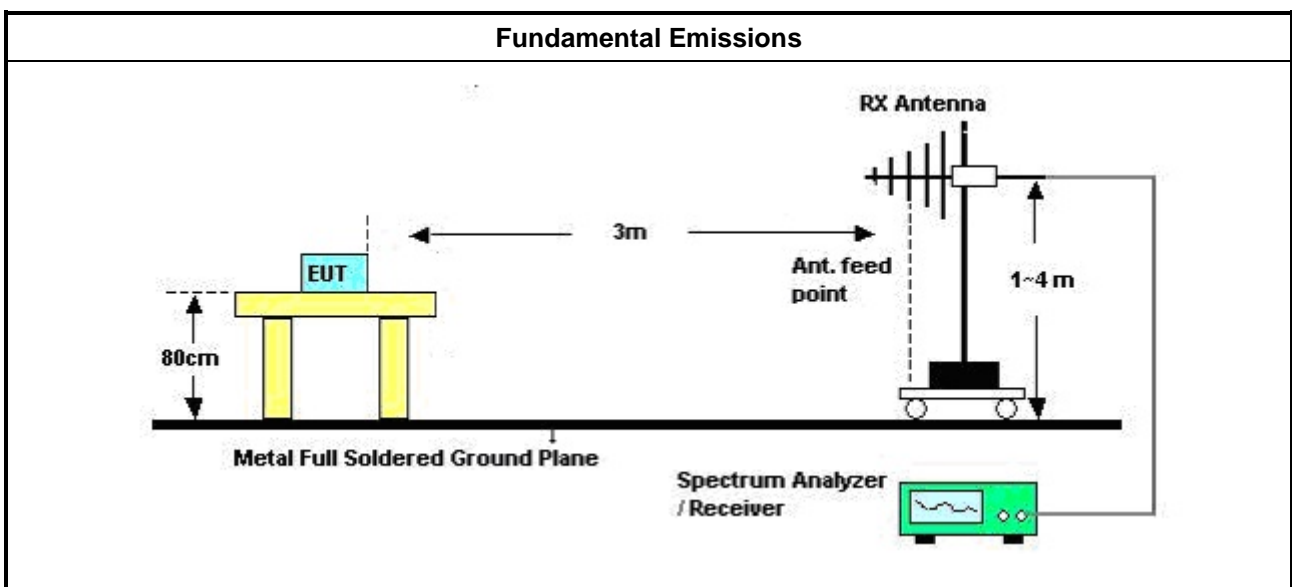 Fundamental Emissions
RX Antenna
3m
EUT
Ant. feed
point
1~4 m
80cm
Metal Full Soldered Ground Plane
Spectrum Analyzer
/ Receiver